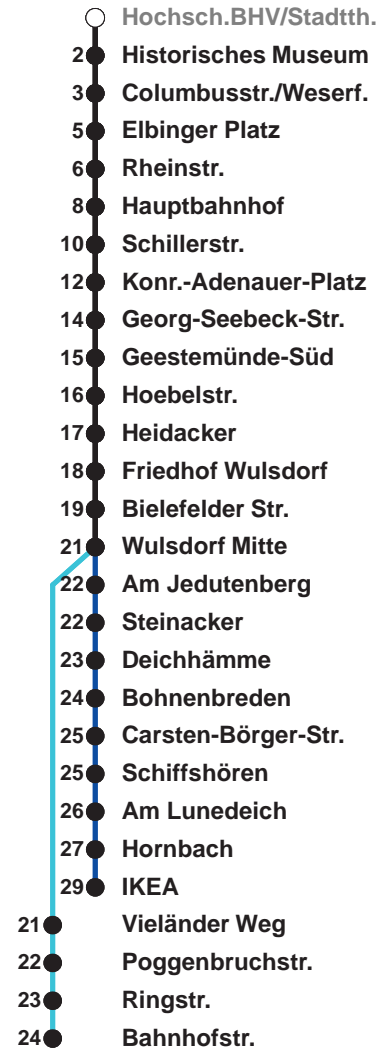 Hochsch.BHV/Stadtth.
2 Historisches Museum
3 Columbusstr./Weserf.
5 Elbinger Platz
6 Rheinstr.
8 Hauptbahnhof
10 Schillerstr.
12 Konr.-Adenauer-Platz
14 Georg-Seebeck-Str.
15 Geestemünde-Süd
16 Hoebelstr.
17 Heidacker
18 Friedhof Wulsdorf
19 Bielefelder Str.
21 Wulsdorf Mitte
22 Am Jedutenberg
22 Steinacker
23 Deichhämme
24 Bohnenbreden
25 Carsten-Börger-Str.
25 Schiffshören
26 Am Lunedeich
27 Hornbach
29 IKEA
21 Vieländer Weg
22 Poggenbruchstr.
23 Ringstr.
24 Bahnhofstr.